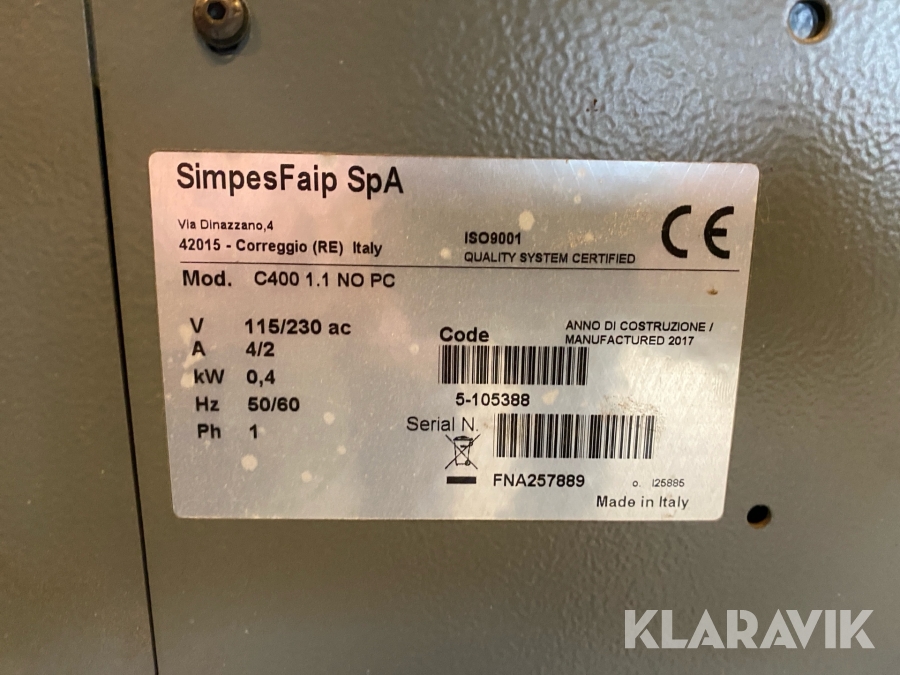 SimpesFaip SpA
Via Dinazzano,4
42015 - Correggio (RE) Italy
ISO9001
QUALITY SYSTEM CERTIFIED
CE
Mod. C400 1.1 NO PC
V 115/230 ac
A 4/2
kW 0,4
Hz 50/60
Ph 1
Code
5-105388
ANNO DI COSTRUZIONE /
MANUFACTURED 2017
Serial N.
FNA257889
o. I25885
Made in Italy
KLARAVIK